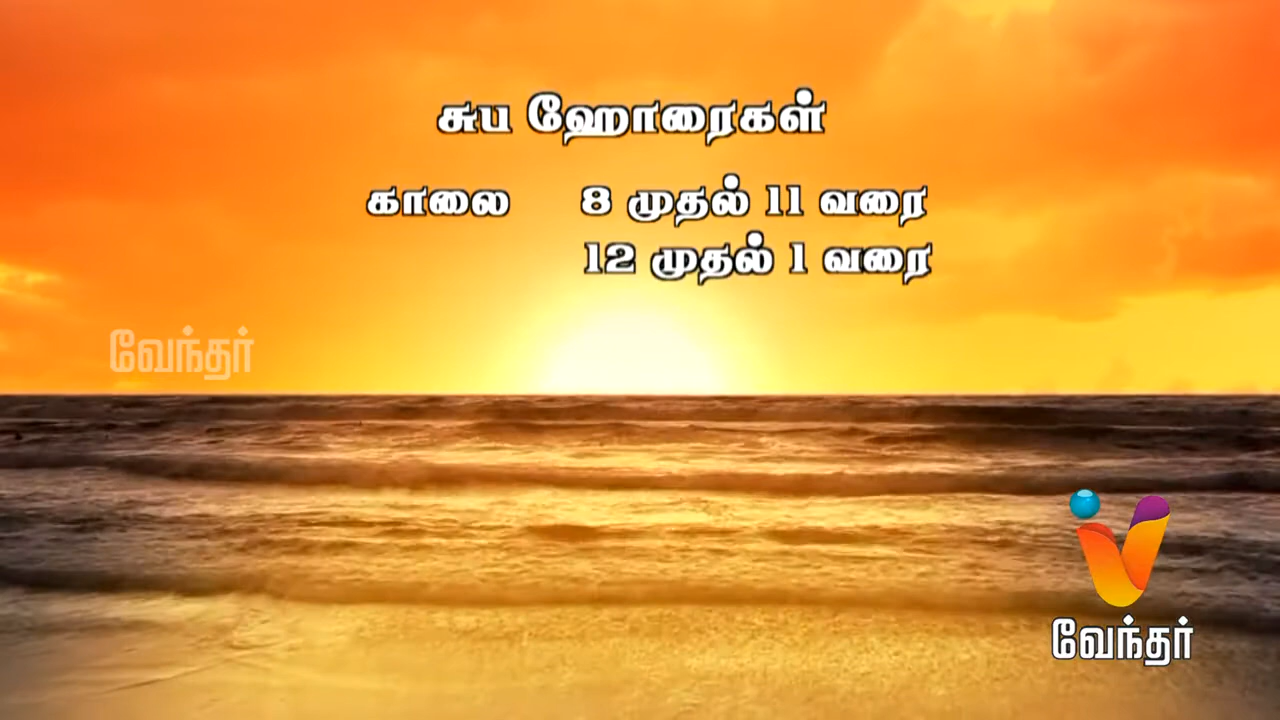 சுப ஹோரைகள்
காலை 8 முதல் 11 வரை
12 முதல் 1 வரை
வேந்தர்
வேந்தர்